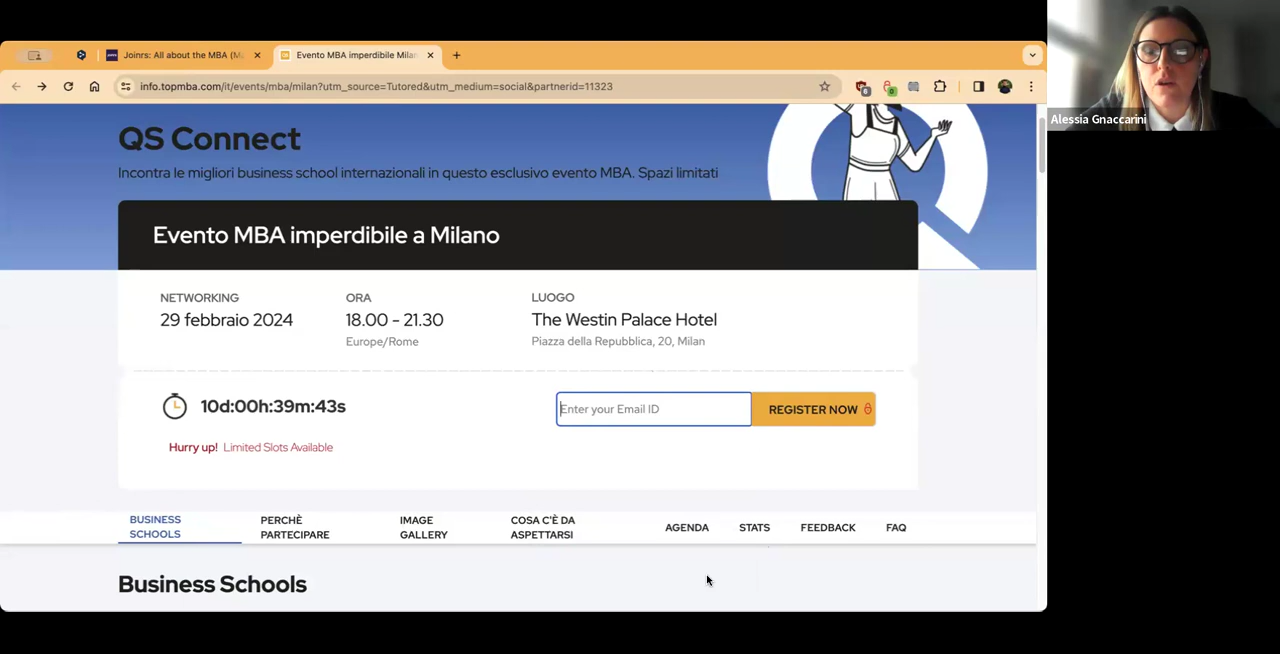 Joinrs: All about the MBA (M
Evento MBA imperdibile Milan
info.topmba.com/it/events/mba/milan?utm_source=Tutored&utm_medium=social&partnerid=11323
Alessia Gnaccarini
QS Connect
Incontra le migliori business school internazionali in questo esclusivo evento MBA. Spazi limitati
Evento MBA imperdibile a Milano
NETWORKING
29 febbraio 2024
ORA
18.00 - 21.30
Europe/Rome
LUOGO
The Westin Palace Hotel
Piazza della Repubblica, 20, Milan
10d:00h:39m:43s
Enter your Email ID
REGISTER NOW
Hurry up! Limited Slots Available
BUSINESS
SCHOOLS
PERCHÈ
PARTECIPARE
IMAGE
GALLERY
COSA C'È DA
ASPETTARSI
AGENDA
STATS
FEEDBACK
FAQ
Business Schools